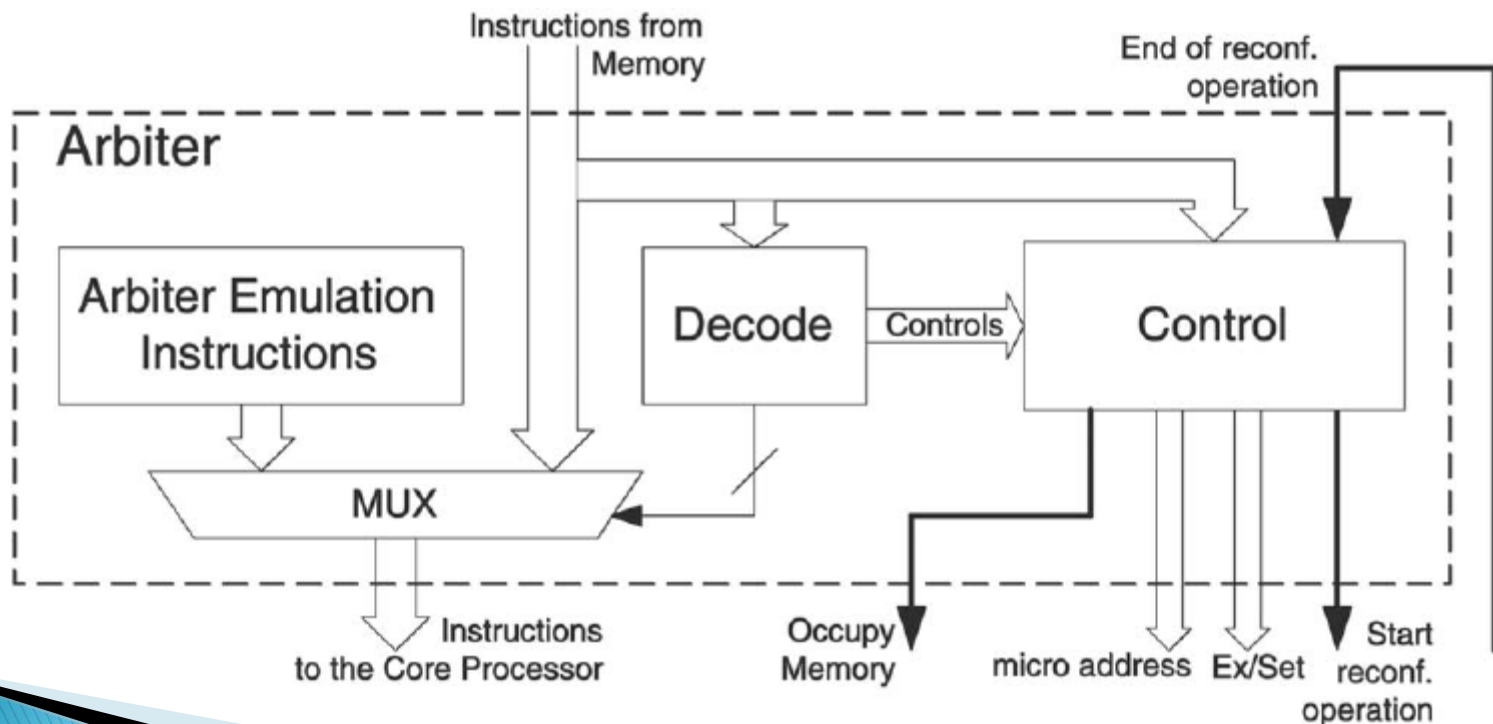 Instructions from
Memory
End of reconf.
operation
Arbiter
Arbiter Emulation
Instructions
Decode
Controls
Control
MUX
Instructions
to the Core Processor
Occupy
Memory
micro address
Ex/Set
Start
reconf.
operation